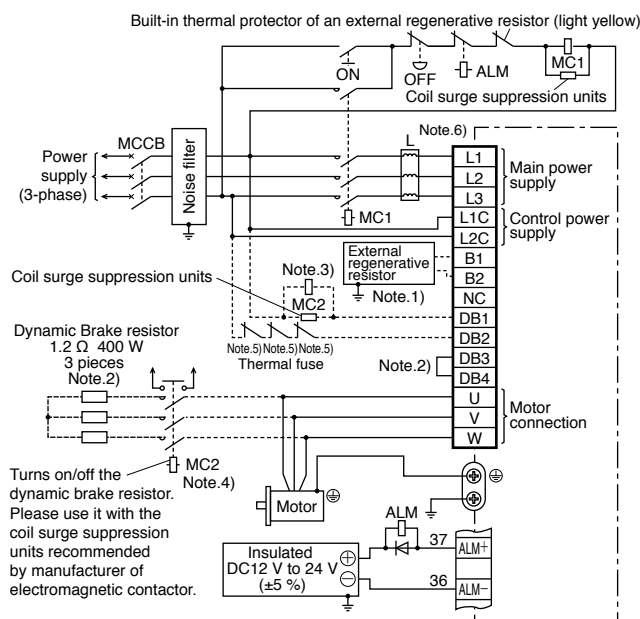 Built-in thermal protector of an external regenerative resistor (light yellow)
ON
OFF
ALM
MC1
Coil surge suppression units
Power
supply
(3-phase)
MCCB
Noise filter
L
Note.6)
MC1
L1
L2
L3
L1C
L2C
B1
B2
NC
DB1
DB2
DB3
DB4
U
V
W
Main power
supply
Control power
supply
External
regenerative
resistor
Note.1)
Coil surge suppression units
Note.3)
MC2
Note.5)
Note.5)
Note.5)
Thermal fuse
Note.2)
Dynamic Brake resistor
1.2 Ω 400 W
3 pieces
Note.2)
Motor
connection
MC2
Note.4)
Turns on/off the
dynamic brake resistor.
Please use it with the
coil surge suppression
units recommended
by manufacturer of
electromagnetic contactor.
Motor
ALM
Insulated
DC12 V to 24 V
(±5 %)
37
ALM+
36
ALM−